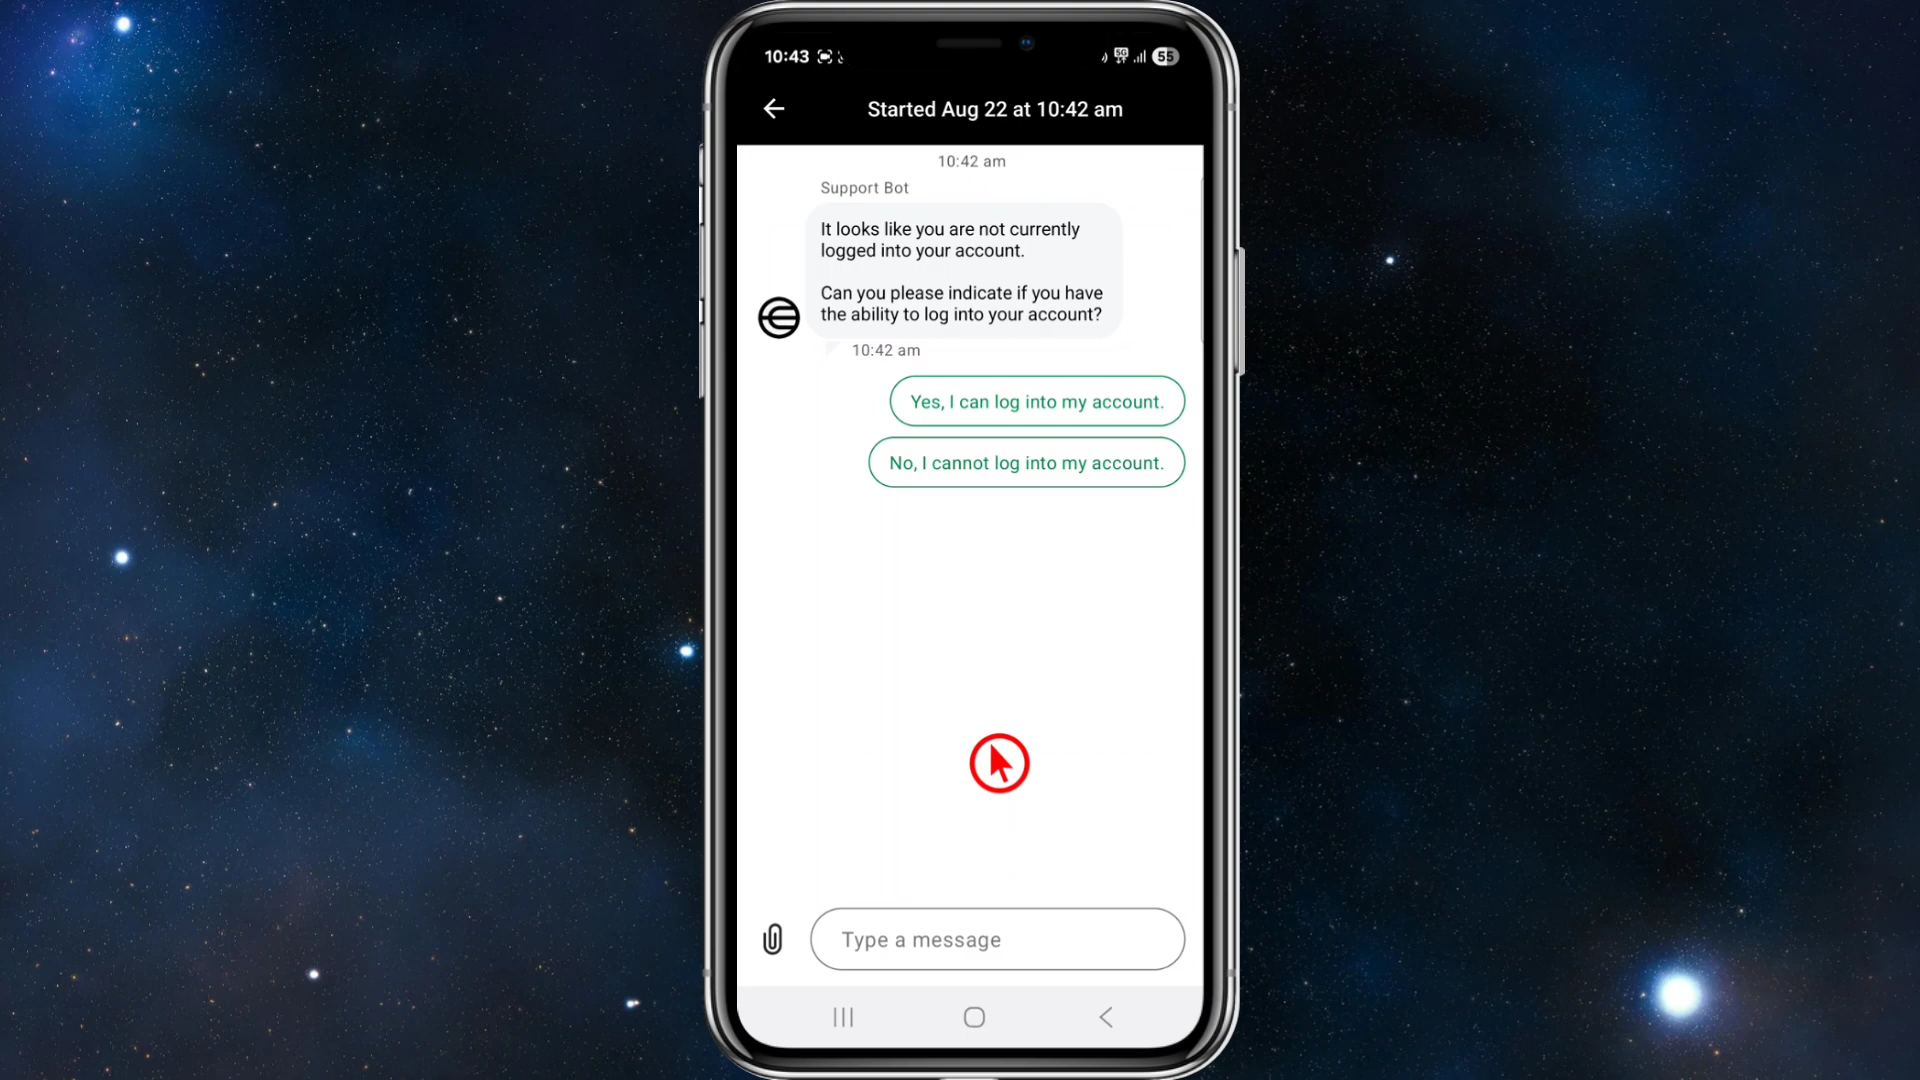 10:43
5G
55
Started Aug 22 at 10:42 am
10:42 am
Support Bot
It looks like you are not currently
logged into your account.
Can you please indicate if you have
the ability to log into your account?
10:42 am
Yes, I can log into my account.
No, I cannot log into my account.
Type a message